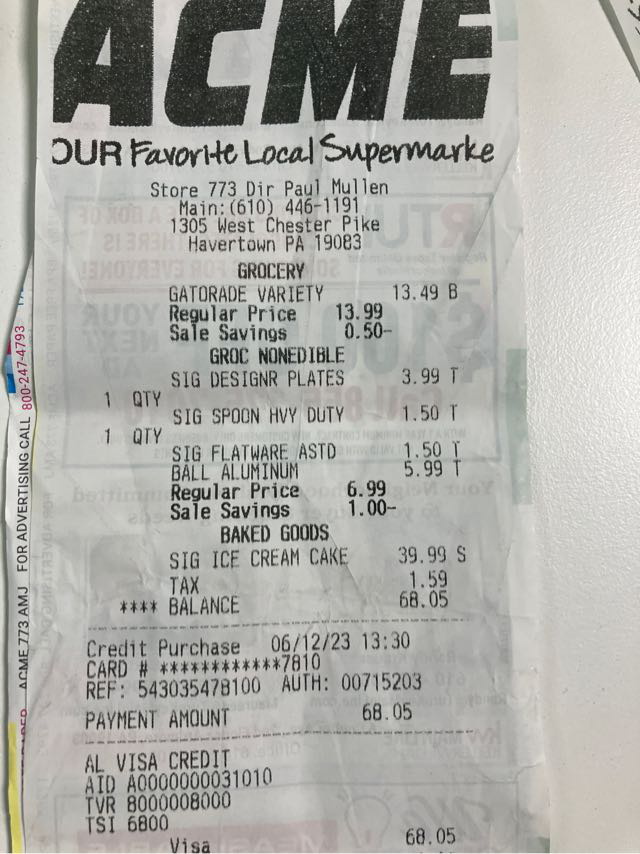 ACME
OUR Favorite Local Supermarke
Store 773 Dir Paul Mullen
Main:(610) 446-1191
1305 West Chester Pike
Havertown PA 19083
GROCERY
GATORADE VARIETY 13.49 B
Regular Price 13.99
Sale Savings 0.50-
GROC NONEDIBLE
SIG DESIGNR PLATES 3.99 T
1 QTY
SIG SPOON HVY DUTY 1.50 T
1 QTY
SIG FLATWARE ASTD 1.50 T
BALL ALUMINUM 5.99 T
Regular Price 6.99
Sale Savings 1.00-
BAKED GOODS
SIG ICE CREAM CAKE 39.99 S
TAX 1.59
**** BALANCE 68.05
Credit Purchase 06/12/23 13:30
CARD # ************7810
REF: 543035478100 AUTH: 00715203
PAYMENT AMOUNT 68.05
AL VISA CREDIT
AID A0000000031010
TVR 8000008000
TSI 6800
Visa 68.05
ACME 773 AMJ FOR ADVERTISING CALL 800-247-4793